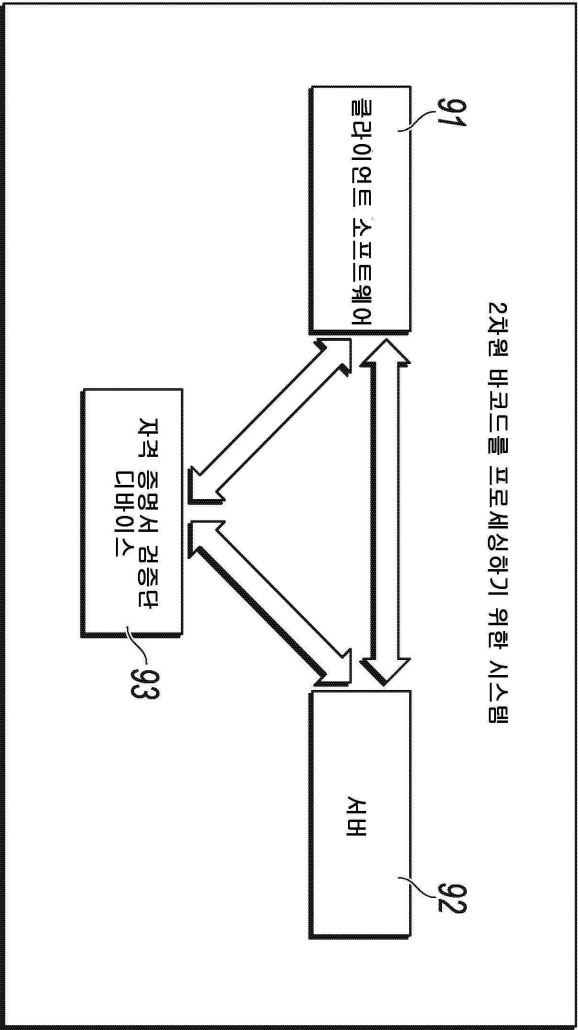 2차원 바코드를 프로세싱하기 위한 시스템
91
클라이언트 소프트웨어
92
서버
자격 증명서 검증단
디바이스
93